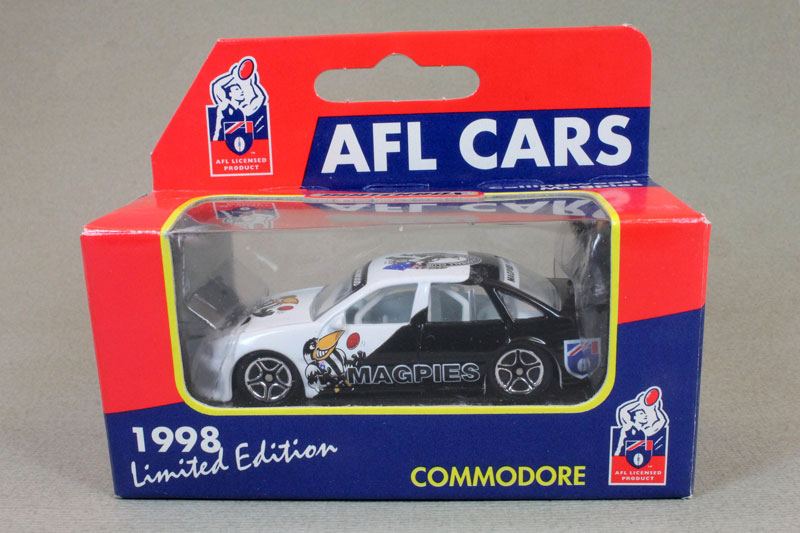 AFL CARS
AFL LICENSED
PRODUCT
MAGPIES
1998
Limited Edition
COMMODORE
AFL LICENSED
PRODUCT